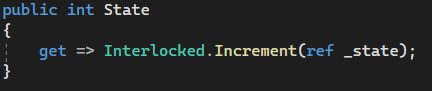 public int State
{
    get => Interlocked.Increment(ref _state);
}